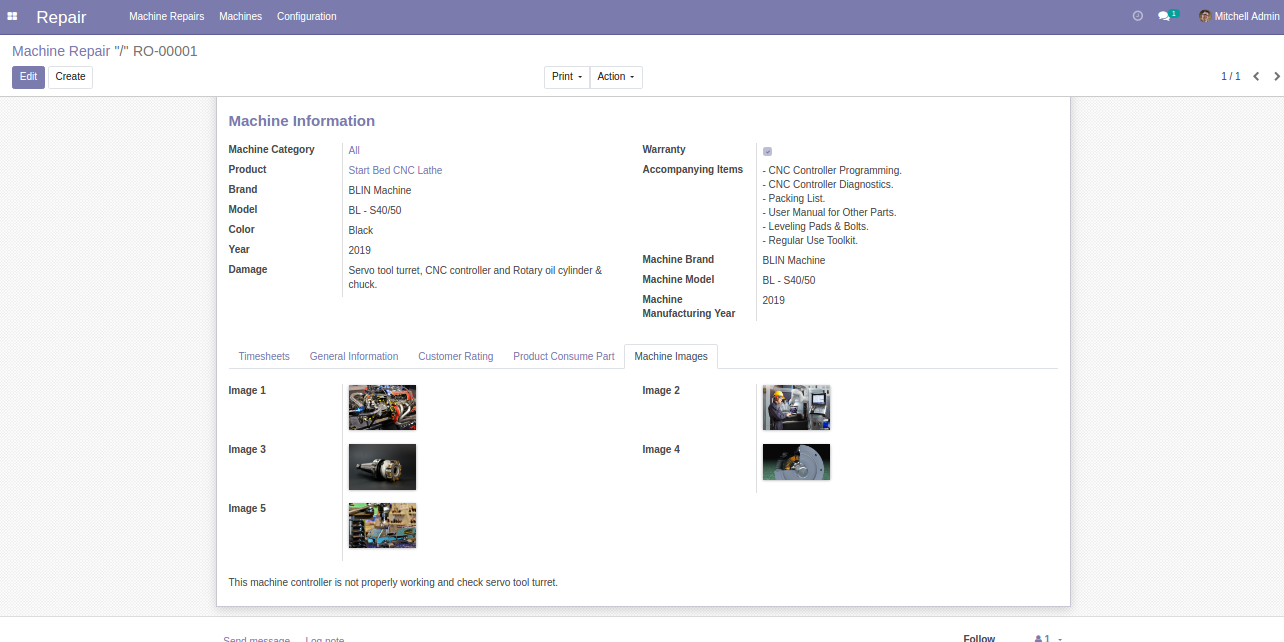 Repair Machine Repairs Machines Configuration 1 Mitchell Admin
Machine Repair "/" RO-00001
Edit Create Print Action 1 / 1
Machine Information
Machine Category All
Product Start Bed CNC Lathe
Brand BLIN Machine
Model BL - S40/50
Color Black
Year 2019
Damage Servo tool turret, CNC controller and Rotary oil cylinder &
chuck.
Warranty
Accompanying Items - CNC Controller Programming.
- CNC Controller Diagnostics.
- Packing List.
- User Manual for Other Parts.
- Leveling Pads & Bolts.
- Regular Use Toolkit.
Machine Brand BLIN Machine
Machine Model BL - S40/50
Machine
Manufacturing Year 2019
Timesheets General Information Customer Rating Product Consume Part Machine Images
Image 1 Image 2
Image 3 Image 4
Image 5
This machine controller is not properly working and check servo tool turret.
Send message Log note Follow 1